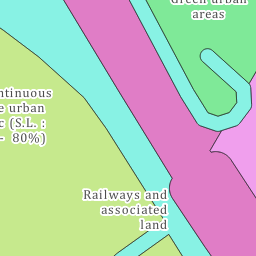 Green urban
areas
ntinuous
e urban
c (S.L. :
- 80%)
Railways and
associated
land